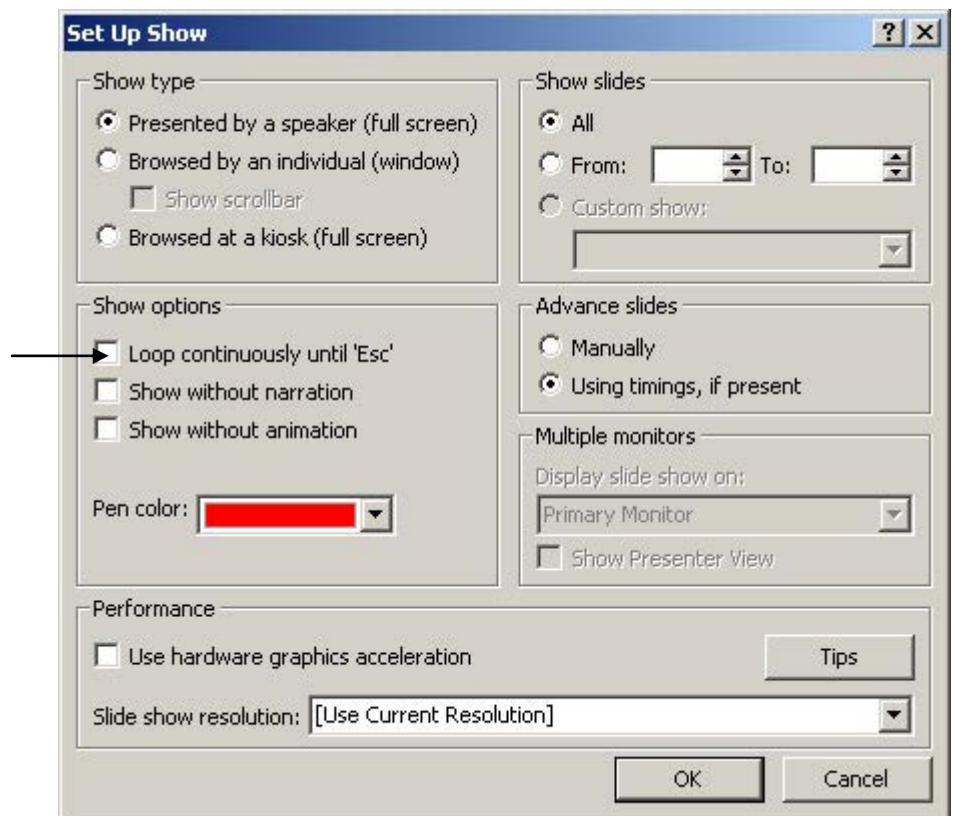 Set Up Show
Show type
Presented by a speaker (full screen)
Browsed by an individual (window)
Show scrollbar
Browsed at a kiosk (full screen)
Show slides
All
From: To:
Custom show:
Show options
Loop continuously until 'Esc'
Show without narration
Show without animation
Pen color:
Advance slides
Manually
Using timings, if present
Multiple monitors
Display slide show on:
Primary Monitor
Show Presenter View
Performance
Use hardware graphics acceleration
Tips
Slide show resolution: [Use Current Resolution]
OK Cancel